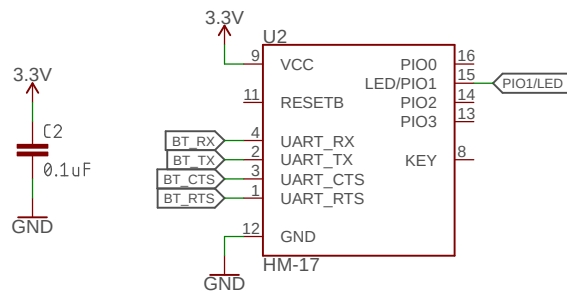 3.3V
U2
9 VCC PIO0 16
LED/PIO1 15 PIO1/LED
11 RESETB PIO2 14
PIO3 13
BT_RX 4 UART_RX
BT_TX 2 UART_TX KEY 8
BT_CTS 3 UART_CTS
BT_RTS 1 UART_RTS
12 GND
HM-17
GND
3.3V
C2
0.1uF
GND